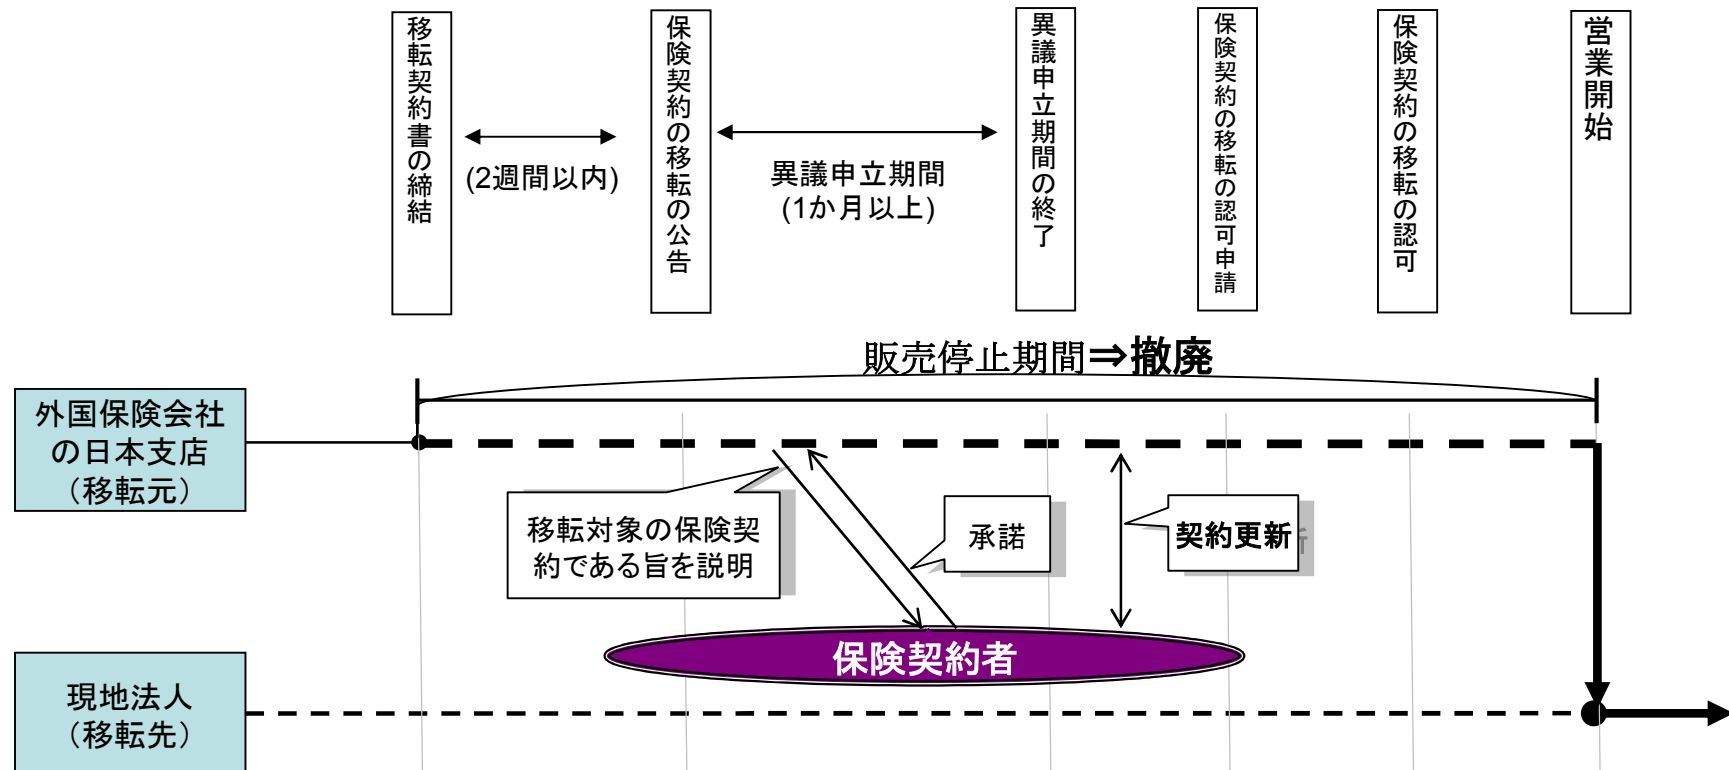 移転契約書の締結
(2週間以内)
保険契約の移転の公告
異議申立期間
(1か月以上)
異議申立期間の終了
保険契約の移転の認可申請
保険契約の移転の認可
営業開始
販売停止期間⇒撤廃
外国保険会社
の日本支店
（移転元）
移転対象の保険契
約である旨を説明
承諾
契約更新
保険契約者
現地法人
（移転先）